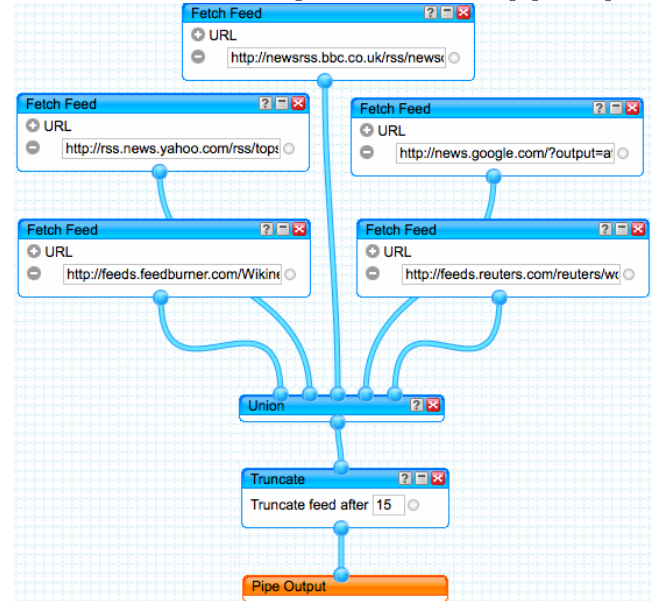 Fetch Feed
URL
http://newsrss.bbc.co.uk/rss/news
Fetch Feed
URL
http://rss.news.yahoo.com/rss/tops
Fetch Feed
URL
http://news.google.com/?output=a
Fetch Feed
URL
http://feeds.feedburner.com/Wikine
Fetch Feed
URL
http://feeds.reuters.com/reuters/wo
Union
Truncate
Truncate feed after 15
Pipe Output